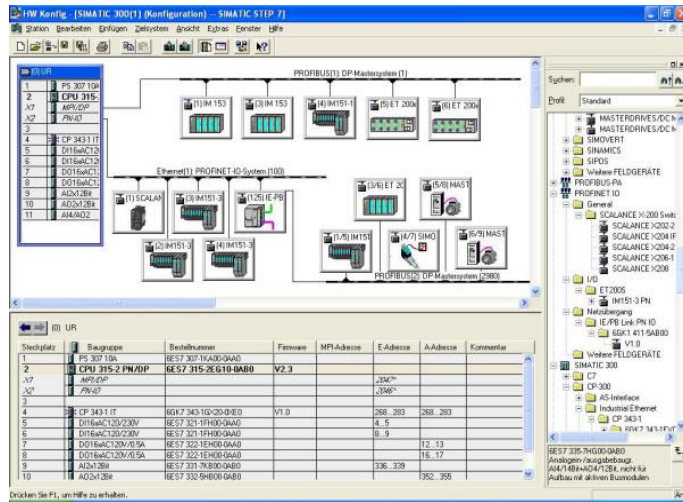 HW Konfig - [SIMATIC 300(1) (Konfiguration) -- SIMATIC STEP 7]
Station Bearbeiten Einfügen Zielsystem Ansicht Extras Fenster Hilfe
(0) UR
1 PS 307 10A
2 CPU 315-
X1 MPI/DP
X2 PN-IO
3
4 CP 343-1 IT
5 DI16xAC12
6 DI16xAC12
7 DO16xAC1
8 DO16xAC1
9 AI2x12Bit
10 AO2x12Bit
11 AI4/AO2
PROFIBUS(1): DP-Mastersystem (1)
(1) IM 153
(3) IM 153
(4) IM151-1
(5) ET 200
(6) ET 200
Ethernet(1): PROFINET-IO-System (100)
(1) SCALAN
(3) IM151-3
(125) IE-PB
(2) IM151-3
(4) IM151-3
(3/6) ET 20
(5/8) MAST
(1/5) IM151
(4/7) SIMO
(6/9) MAST
PROFIBUS(2): DP-Mastersystem (2980)
Suchen:
Profil: Standard
MASTERDRIVES/DC M
MASTERDRIVES/DC M
SIMOVERT
SINAMICS
SIPOS
Weitere FELDGERÄTE
PROFIBUS-PA
PROFINET IO
General
SCALANCE X-200 Switc
SCALANCE X202-2
SCALANCE X204 IF
SCALANCE X204-2
SCALANCE X206-1
SCALANCE X208
I/O
ET200S
IM151-3 PN
Netzübergang
IE/PB Link PN IO
6GK1 411-5AB00
V1.0
Weitere FELDGERÄTE
SIMATIC 300
C7
CP-300
AS-Interface
Industrial Ethernet
CP 343-1
6GK7 343-1EX
6ES7 335-7HG00-0AB0
Analogein-/ausgabebaugr.
AI4/14Bit+AO4/12Bit, nicht für
Aufbau mit aktiven Busmodulen
(0) UR
Steckplatz Baugruppe Bestellnummer Firmware MPI-Adresse E-Adresse A-Adresse Kommentar
1 PS 307 10A 6ES7 307-1KA00-0AA0
2 CPU 315-2 PN/DP 6ES7 315-2EG10-0AB0 V2.3
X1 MPI/DP 2047*
X2 PN-IO 2046*
3
4 CP 343-1 IT V1.0 268...283 268...283
5 DI16xAC120/230V 6ES7 321-1FH00-0AA0 4...5
6 DI16xAC120/230V 6ES7 321-1FH00-0AA0 8...9
7 DO16xAC120V/0.5A 6ES7 322-1EH00-0AA0 12...13
8 DO16xAC120V/0.5A 6ES7 322-1EH00-0AA0 16...17
9 AI2x12Bit 6ES7 331-7KB00-0AB0 336...339
10 AO2x12Bit 6ES7 332-5HB00-0AB0 352...355
Drücken Sie F1, um Hilfe zu erhalten.